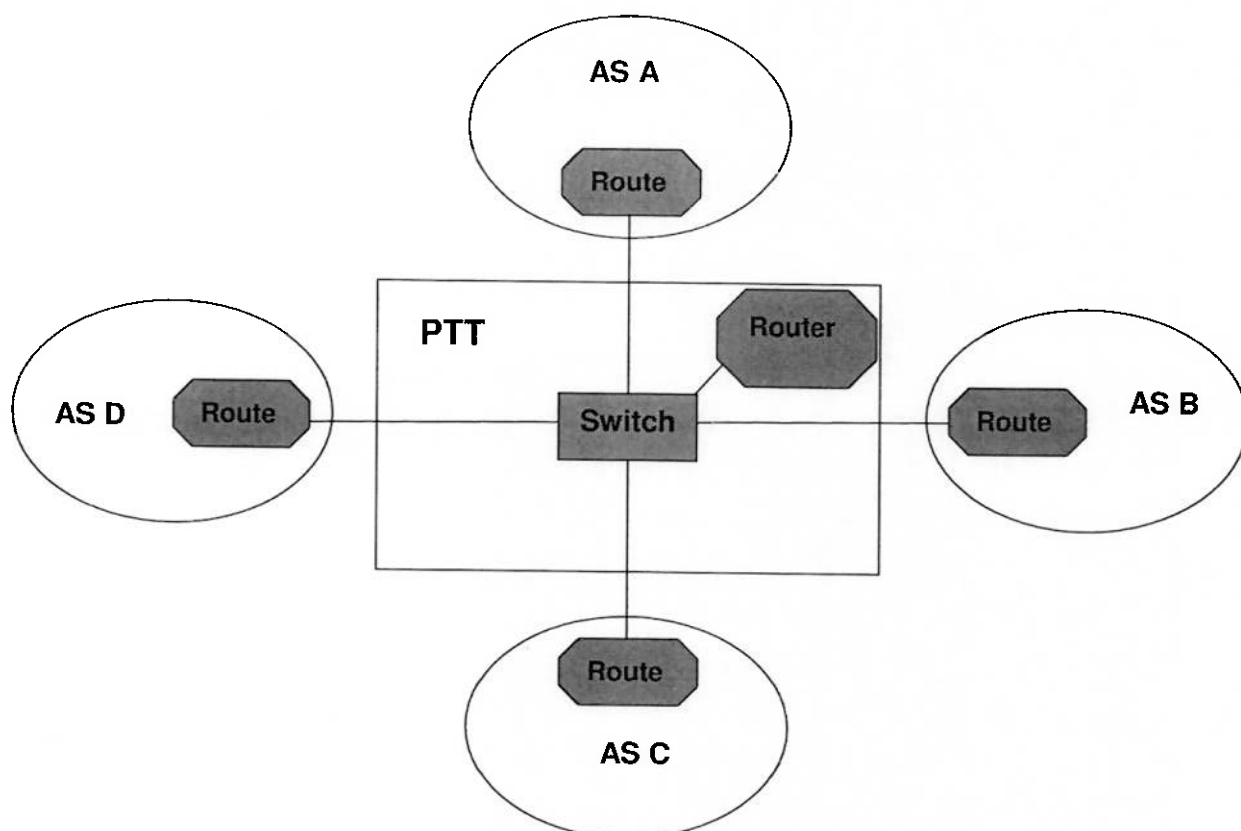 AS A
Route
PTT
Router
AS D
Route
Switch
Route
AS B
Route
AS C